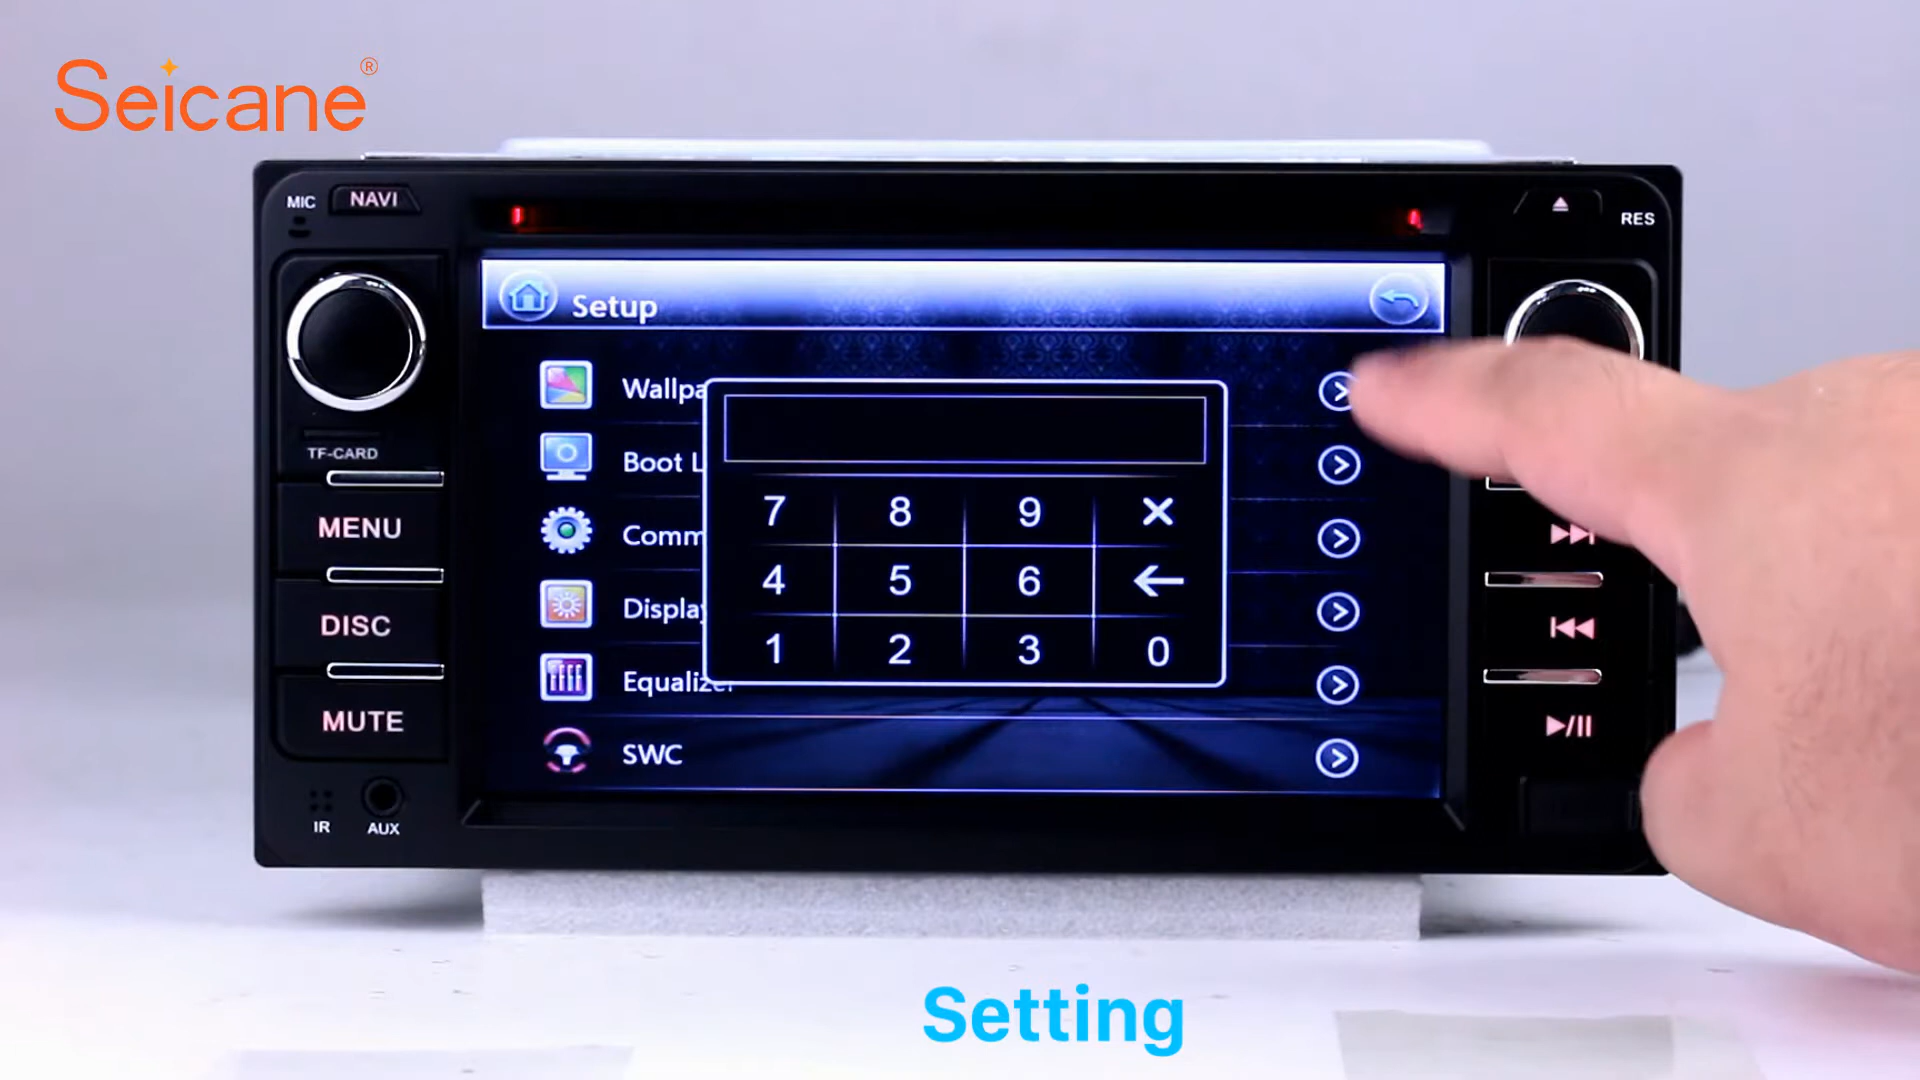 Seicane®
MIC
NAVI
RES
Setup
TF-CARD
MENU
DISC
MUTE
IR
AUX
Wallpa
Boot L
Comm
Display
Equalizer
SWC
7 8 9 ×
4 5 6 ←
1 2 3 0
Setting